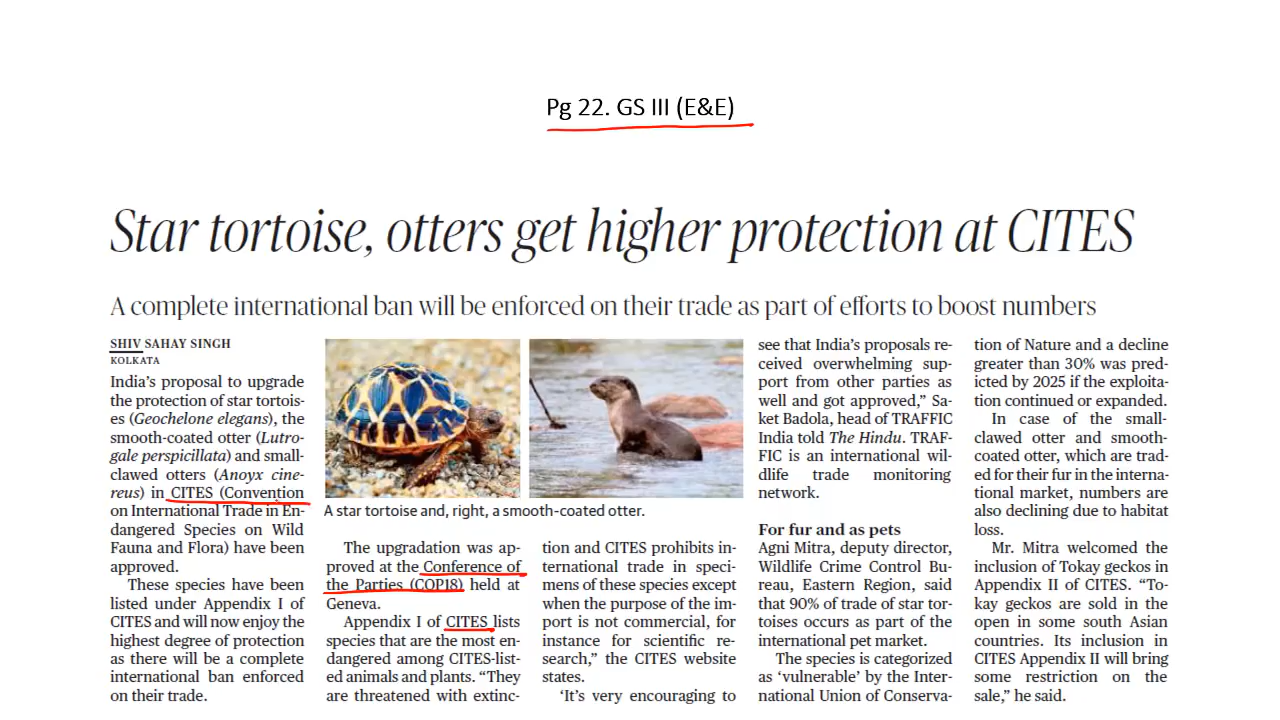 Pg 22. GS III (E&E)
Star tortoise, otters get higher protection at CITES
A complete international ban will be enforced on their trade as part of efforts to boost numbers
SHIV SAHAY SINGH
KOLKATA
India's proposal to upgrade
the protection of star tortois-
es (Geochelone elegans), the
smooth-coated otter (Lutro-
gale perspicillata) and small-
clawed otters (Anoyx cine-
reus) in CITES (Convention
on International Trade in En-
dangered Species on Wild
Fauna and Flora) have been
approved.
These species have been
listed under Appendix I of
CITES and will now enjoy the
highest degree of protection
as there will be a complete
international ban enforced
on their trade.
A star tortoise and, right, a smooth-coated otter.
The upgradation was ap-
proved at the Conference of
the Parties (COP18) held at
Geneva.
Appendix I of CITES lists
species that are the most en-
dangered among CITES-list-
ed animals and plants. "They
are threatened with extinc-
tion and CITES prohibits in-
ternational trade in speci-
mens of these species except
when the purpose of the im-
port is not commercial, for
instance for scientific re-
search," the CITES website
states.
'It's very encouraging to
see that India's proposals re-
ceived overwhelming sup-
port from other parties as
well and got approved," Sa-
ket Badola, head of TRAFFIC
India told The Hindu. TRAF-
FIC is an international wil-
dlife trade monitoring
network.
For fur and as pets
Agni Mitra, deputy director,
Wildlife Crime Control Bu-
reau, Eastern Region, said
that 90% of trade of star tor-
toises occurs as part of the
international pet market.
The species is categorized
as 'vulnerable' by the Inter-
national Union of Conserva-
tion of Nature and a decline
greater than 30% was pred-
icted by 2025 if the exploita-
tion continued or expanded.
In case of the small-
clawed otter and smooth-
coated otter, which are trad-
ed for their fur in the interna-
tional market, numbers are
also declining due to habitat
loss.
Mr. Mitra welcomed the
inclusion of Tokay geckos in
Appendix II of CITES. "To-
kay geckos are sold in the
open in some south Asian
countries. Its inclusion in
CITES Appendix II will bring
some restriction on the
sale," he said.